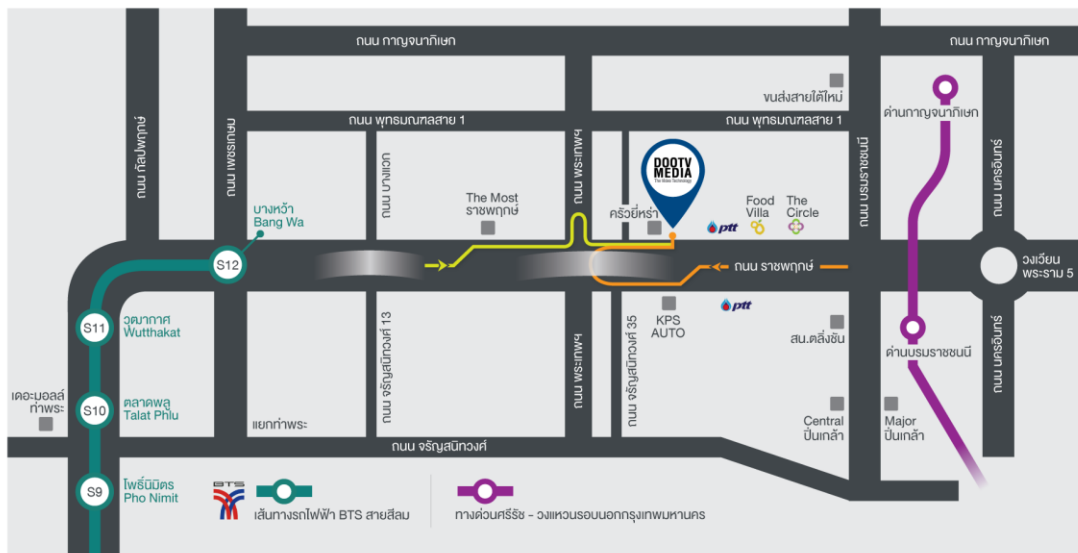 ถนน กาญจนาภิเษก
ถนน กาญจนาภิเษก
ขนส่งสายใต้ใหม่
ด่านกาญจนาภิเษก
ถนน พุทธมณฑลสาย 1
ถนน พุทธมณฑลสาย 1
ถนน กัลปพฤกษ์
ถนน เพชรเกษม
ถนน บางแวก
ถนน พระเทพฯ
ถนน บรมราชชนนี
ถนน นครอินทร์
DOOTV
MEDIA
The Vision Technology
บางหว้า
Bang Wa
The Most
ราชพฤกษ์
ครัวยี่หร่า
ptt
Food
Villa
The
Circle
S12
ถนน ราชพฤกษ์
วงเวียน
พระราม 5
S11
วุฒากาศ
Wutthakat
ถนน จรัญสนิทวงศ์ 13
ถนน พระเทพฯ
ถนน จรัญสนิทวงศ์ 35
KPS
AUTO
ptt
สน.ตลิ่งชัน
ด่านบรมราชชนนี
ถนน นครอินทร์
เดอะมอลล์
ท่าพระ
S10
ตลาดพลู
Talat Phlu
แยกท่าพระ
Central
ปิ่นเกล้า
Major
ปิ่นเกล้า
ถนน จรัญสนิทวงศ์
S9
โพธิ์นิมิตร
Pho Nimit
BTS
เส้นทางรถไฟฟ้า BTS สายสีลม
ทางด่วนศรีรัช - วงแหวนรอบนอกกรุงเทพมหานคร